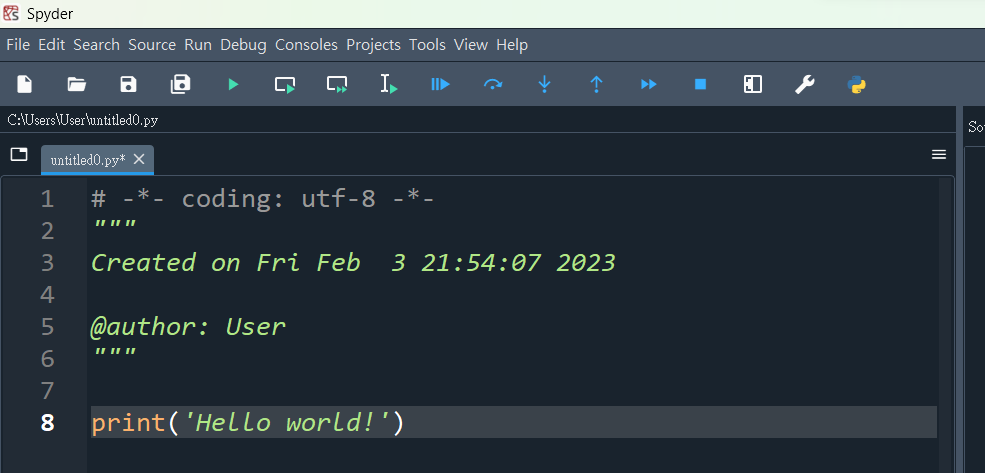 Spyder
File Edit Search Source Run Debug Consoles Projects Tools View Help
C:\Users\User\untitled0.py
untitled0.py*
1 # -*- coding: utf-8 -*-
2 """
3 Created on Fri Feb  3 21:54:07 2023
4
5 @author: User
6 """
7
8 print('Hello world!')